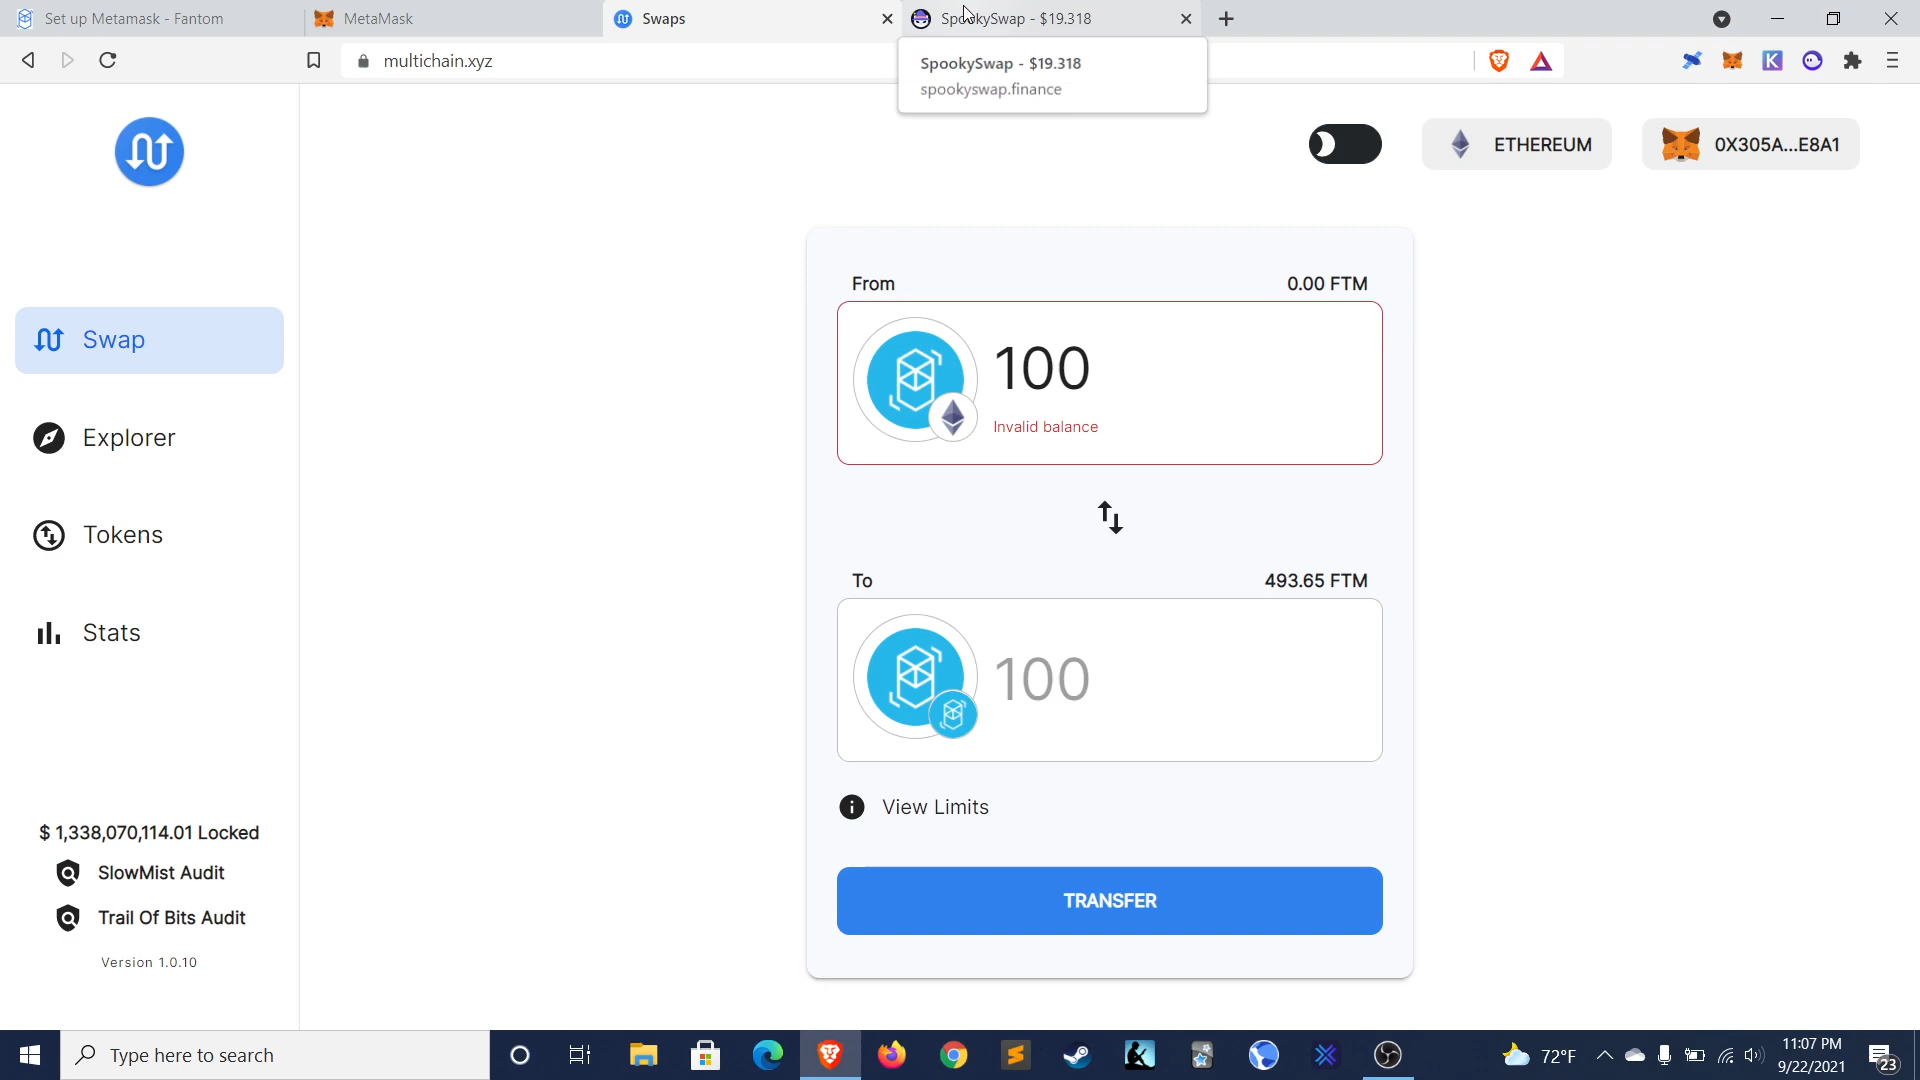 Set up Metamask - Fantom
MetaMask
Swaps
SpookySwap - $19.318
multichain.xyz
SpookySwap - $19.318
spookyswap.finance
ETHEREUM
0X305A...E8A1
Swap
Explorer
Tokens
Stats
$ 1,338,070,114.01 Locked
SlowMist Audit
Trail Of Bits Audit
Version 1.0.10
From
0.00 FTM
100
Invalid balance
To
493.65 FTM
100
View Limits
TRANSFER
Type here to search
72°F
11:07 PM
9/22/2021
23